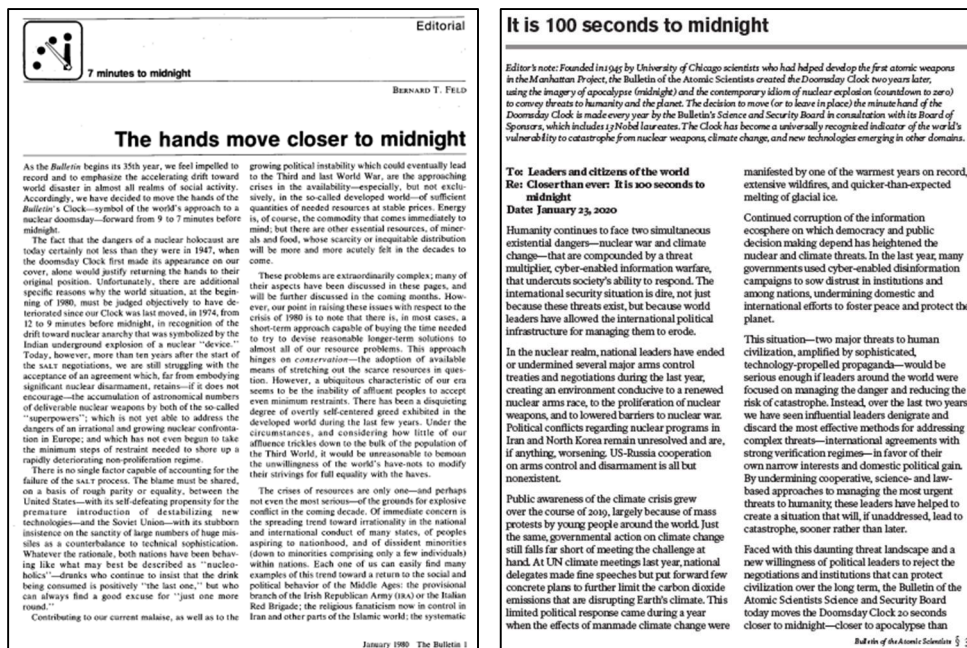 Editorial
7 minutes to midnight
BERNARD T. FELD
The hands move closer to midnight
As the Bulletin begins its 35th year, we feel impelled to
record and to emphasize the accelerating drift toward
world disaster in almost all realms of social activity.
Accordingly, we have decided to move the hands of the
Bulletin's Clock—symbol of the world's approach to a
nuclear doomsday—forward from 9 to 7 minutes before
midnight.
The fact that the dangers of a nuclear holocaust are
today certainly not less than they were in 1947, when
the doomsday Clock first made its appearance on our
cover, alone would justify returning the hands to their
original position. Unfortunately, there are additional
specific reasons why the world situation, at the begin-
ning of 1980, must be judged objectively to have de-
teriorated since our Clock was last moved, in 1974, from
12 to 9 minutes before midnight, in recognition of the
drift toward nuclear anarchy that was symbolized by the
Indian underground explosion of a nuclear "device."
Today, however, more than ten years after the start of
the SALT negotiations, we are still struggling with the
acceptance of an agreement which, far from embodying
significant nuclear disarmament, retains—if it does not
encourage—the accumulation of astronomical numbers
of deliverable nuclear weapons by both of the so-called
"superpowers"; which is not yet able to address the
dangers of an irrational and growing nuclear confronta-
tion in Europe; and which has not even begun to take
the minimum steps of restraint needed to shore up a
rapidly deteriorating non-proliferation regime.
There is no single factor capable of accounting for the
failure of the SALT process. The blame must be shared,
on a basis of rough parity or equality, between the
United States—with its self-defeating propensity for the
premature introduction of destabilizing new
technologies—and the Soviet Union—with its stubborn
insistence on the sanctity of large numbers of huge mis-
siles as a counterbalance to technical sophistication.
Whatever the rationale, both nations have been behav-
ing like what may best be described as "nucleo-
holics"—drunks who continue to insist that the drink
being consumed is positively "the last one," but who
can always find a good excuse for "just one more
round."
Contributing to our current malaise, as well as to the
growing political instability which could eventually lead
to the Third and last World War, are the approaching
crises in the availability—especially, but not exclu-
sively, in the so-called developed world—of sufficient
quantities of needed resources at stable prices. Energy
is, of course, the commodity that comes immediately to
mind; but there are other essential resources, of miner-
als and food, whose scarcity or inequitable distribution
will be more and more acutely felt in the decades to
come.
These problems are extraordinarily complex; many of
their aspects have been discussed in these pages, and
will be further discussed in the coming months. How-
ever, our point in raising these issues with respect to the
crisis of 1980 is to note that there is, in most cases, a
short-term approach capable of buying the time needed
to try to devise reasonable longer-term solutions to
almost all of our resource problems. This approach
hinges on conservation—the adoption of available
means of stretching out the scarce resources in ques-
tion. However, a ubiquitous characteristic of our era
seems to be the inability of affluent peoples to accept
even minimum restraints. There has been a disquieting
degree of overtly self-centered greed exhibited in the
developed world during the last few years. Under the
circumstances, and considering how little of our
affluence trickles down to the bulk of the population of
the Third World, it would be unreasonable to bemoan
the unwillingness of the world's have-nots to modify
their strivings for full equality with the haves.
The crises of resources are only one—and perhaps
not even the most serious—of the grounds for explosive
conflict in the coming decade. Of immediate concern is
the spreading trend toward irrationality in the national
and international conduct of many states, of peoples
aspiring to nationhood, and of dissident minorities
(down to minorities comprising only a few individuals)
within nations. Each one of us can easily find many
examples of this trend toward a return to the social and
political behavior of the Middle Ages: the provisional
branch of the Irish Republican Army (IRA) or the Italian
Red Brigade; the religious fanaticism now in control in
Iran and other parts of the Islamic world; the systematic
January 1980 The Bulletin 1
It is 100 seconds to midnight
Editor's note: Founded in 1945 by University of Chicago scientists who had helped develop the first atomic weapons
in the Manhattan Project, the Bulletin of the Atomic Scientists created the Doomsday Clock two years later,
using the imagery of apocalypse (midnight) and the contemporary idiom of nuclear explosion (countdown to zero)
to convey threats to humanity and the planet. The decision to move (or to leave in place) the minute hand of the
Doomsday Clock is made every year by the Bulletin's Science and Security Board in consultation with its Board of
Sponsors, which includes 13 Nobel laureates. The Clock has become a universally recognized indicator of the world's
vulnerability to catastrophe from nuclear weapons, climate change, and new technologies emerging in other domains.
To: Leaders and citizens of the world
Re: Closer than ever: It is 100 seconds to
midnight
Date: January 23, 2020
Humanity continues to face two simultaneous
existential dangers—nuclear war and climate
change—that are compounded by a threat
multiplier, cyber-enabled information warfare,
that undercuts society's ability to respond. The
international security situation is dire, not just
because these threats exist, but because world
leaders have allowed the international political
infrastructure for managing them to erode.
In the nuclear realm, national leaders have ended
or undermined several major arms control
treaties and negotiations during the last year,
creating an environment conducive to a renewed
nuclear arms race, to the proliferation of nuclear
weapons, and to lowered barriers to nuclear war.
Political conflicts regarding nuclear programs in
Iran and North Korea remain unresolved and are,
if anything, worsening. US-Russia cooperation
on arms control and disarmament is all but
nonexistent.
Public awareness of the climate crisis grew
over the course of 2019, largely because of mass
protests by young people around the world. Just
the same, governmental action on climate change
still falls far short of meeting the challenge at
hand. At UN climate meetings last year, national
delegates made fine speeches but put forward few
concrete plans to further limit the carbon dioxide
emissions that are disrupting Earth's climate. This
limited political response came during a year
when the effects of manmade climate change were
manifested by one of the warmest years on record,
extensive wildfires, and quicker-than-expected
melting of glacial ice.
Continued corruption of the information
ecosphere on which democracy and public
decision making depend has heightened the
nuclear and climate threats. In the last year, many
governments used cyber-enabled disinformation
campaigns to sow distrust in institutions and
among nations, undermining domestic and
international efforts to foster peace and protect the
planet.
This situation—two major threats to human
civilization, amplified by sophisticated,
technology-propelled propaganda—would be
serious enough if leaders around the world were
focused on managing the danger and reducing the
risk of catastrophe. Instead, over the last two years
we have seen influential leaders denigrate and
discard the most effective methods for addressing
complex threats—international agreements with
strong verification regimes—in favor of their
own narrow interests and domestic political gain.
By undermining cooperative, science- and law-
based approaches to managing the most urgent
threats to humanity, these leaders have helped to
create a situation that will, if unaddressed, lead to
catastrophe, sooner rather than later.
Faced with this daunting threat landscape and a
new willingness of political leaders to reject the
negotiations and institutions that can protect
civilization over the long term, the Bulletin of the
Atomic Scientists Science and Security Board
today moves the Doomsday Clock 20 seconds
closer to midnight—closer to apocalypse than
Bulletin of the Atomic Scientists §